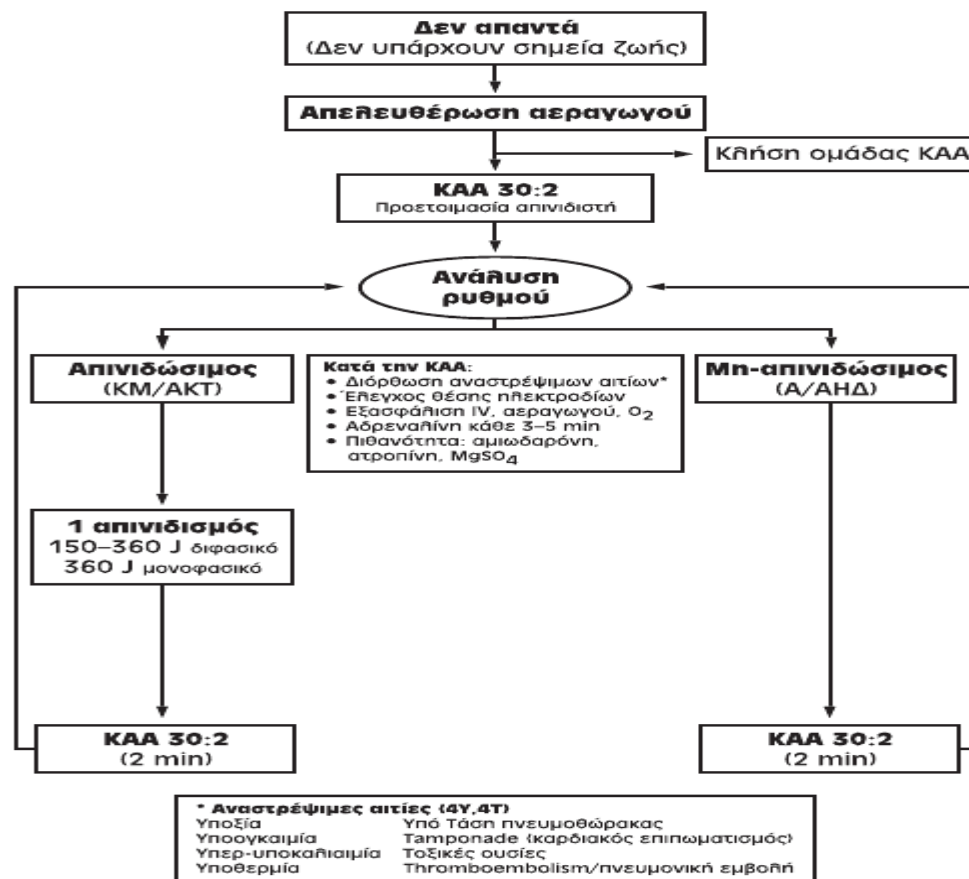 Δεν απαντά
(Δεν υπάρχουν σημεία ζωής)
Απελευθέρωση αεραγωγού
Κλήση ομάδας ΚΑΑ
ΚΑΑ 30:2
Προετοιμασία απινιδιστή
Ανάλυση
ρυθμού
Απινιδώσιμος
(ΚΜ/ΑΚΤ)
Κατά την ΚΑΑ:
• Διόρθωση αναστρέψιμων αιτίων*
• Έλεγχος θέσης ηλεκτροδίων
• Εξασφάλιση IV, αεραγωγού, O₂
• Αδρεναλίνη κάθε 3–5 min
• Πιθανότητα: αμιωδαρόνη,
ατροπίνη, MgSO₄
Μη-απινιδώσιμος
(Α/ΑΗΔ)
1 απινιδισμός
150–360 J διφασικό
360 J μονοφασικό
ΚΑΑ 30:2
(2 min)
ΚΑΑ 30:2
(2 min)
* Αναστρέψιμες αιτίες (4Υ,4Τ)
Υποξία Υπό Τάση πνευμοθώρακας
Υποογκαιμία Tamponade (καρδιακός επιπωματισμός)
Υπερ-υποκαλιαιμία Τοξικές ουσίες
Υποθερμία Thromboembolism/πνευμονική εμβολή